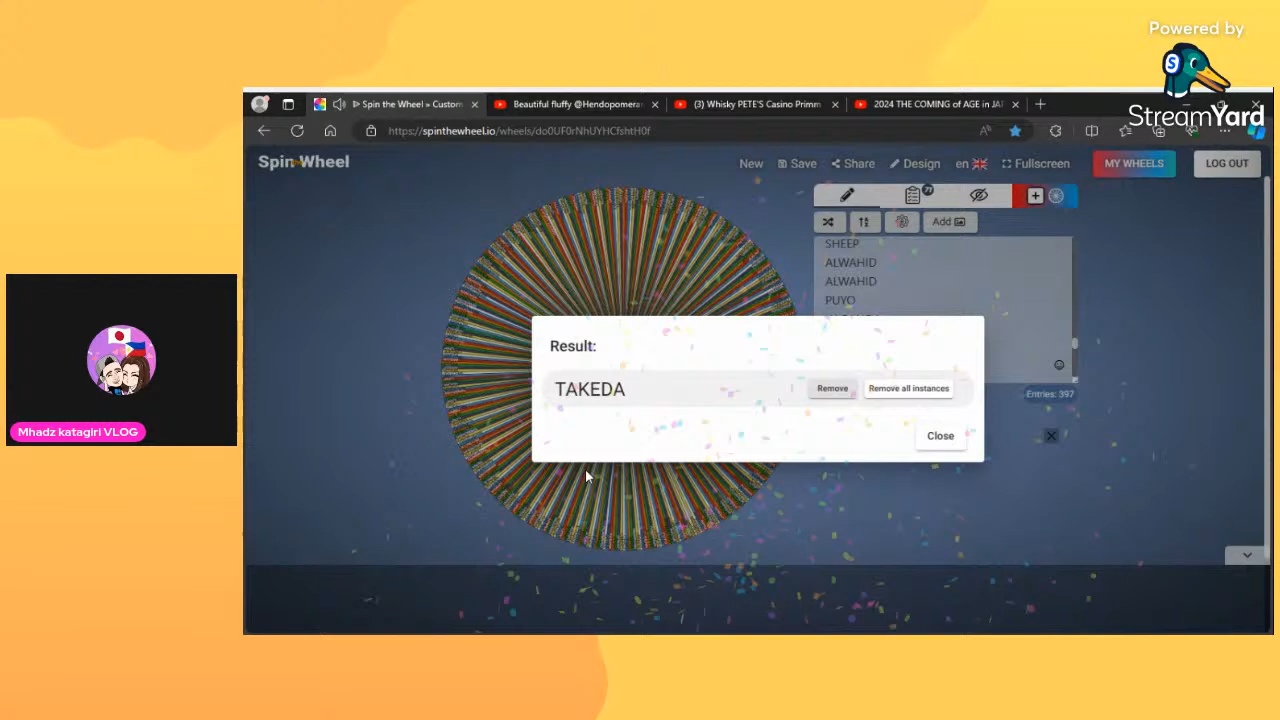 Powered by
StreamYard
Spin the Wheel » Custom
Beautiful fluffy @Hendopomera
(3) Whisky PETE'S Casino Primm
2024 THE COMING of AGE in JA
https://spinthewheel.io/wheels/do0UF0rNhUYHCfshtH0f
Spin Wheel
New
Save
Share
Design
en
Fullscreen
MY WHEELS
LOG OUT
71
Add
SHEEP
ALWAHID
ALWAHID
PUYO
Entries: 397
Result:
TAKEDA
Remove
Remove all instances
Close
Mhadz katagiri VLOG